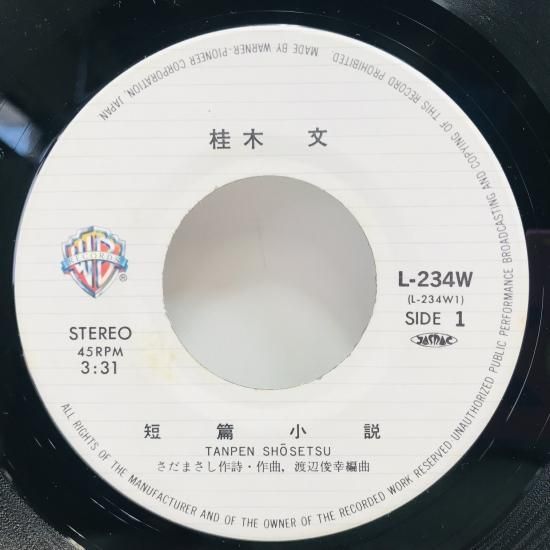 MADE BY WARNER-PIONEER CORPORATION, JAPAN
桂木 文
WB
RECORDS
®
STEREO
45RPM
3:31
L-234W
(L-234W1)
SIDE 1
JASRAC
短篇小説
TANPEN SHŌSETSU
さだまさし作詩・作曲, 渡辺俊幸編曲
ALL RIGHTS OF THE MANUFACTURER AND OF THE OWNER OF THE RECORDED WORK RESERVED UNAUTHORIZED PUBLIC PERFORMANCE BROADCASTING AND COPYING OF THIS RECORD PROHIBITED